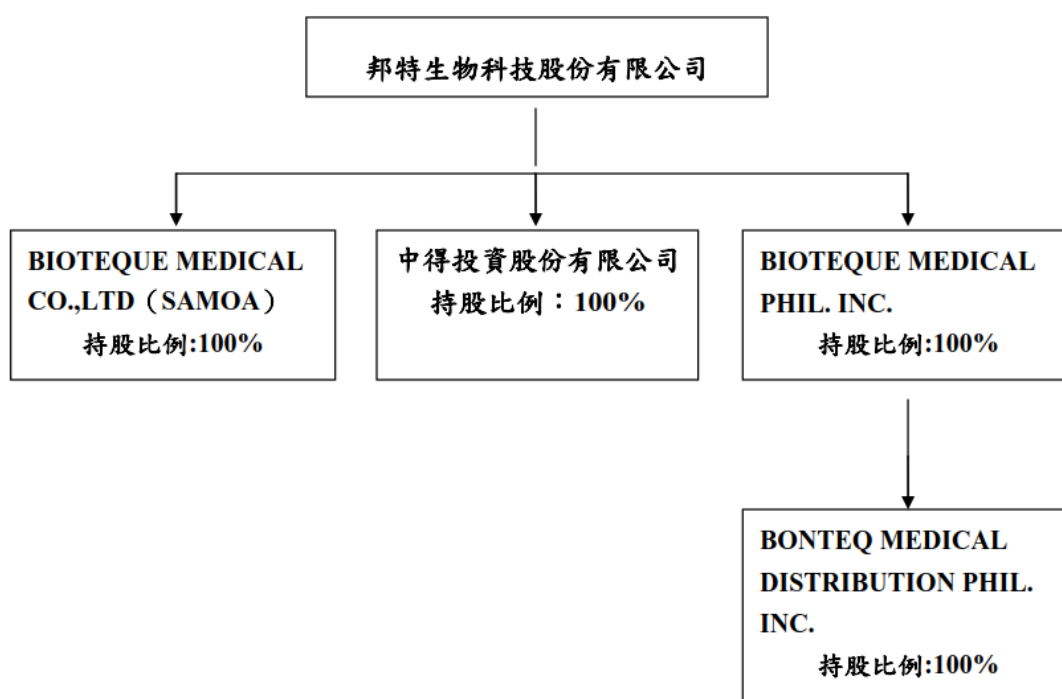 邦特生物科技股份有限公司
BIOTEQUE MEDICAL
CO.,LTD（SAMOA）
持股比例:100%
中得投資股份有限公司
持股比例：100%
BIOTEQUE MEDICAL
PHIL. INC.
持股比例:100%
BONTEQ MEDICAL
DISTRIBUTION PHIL.
INC.
持股比例:100%